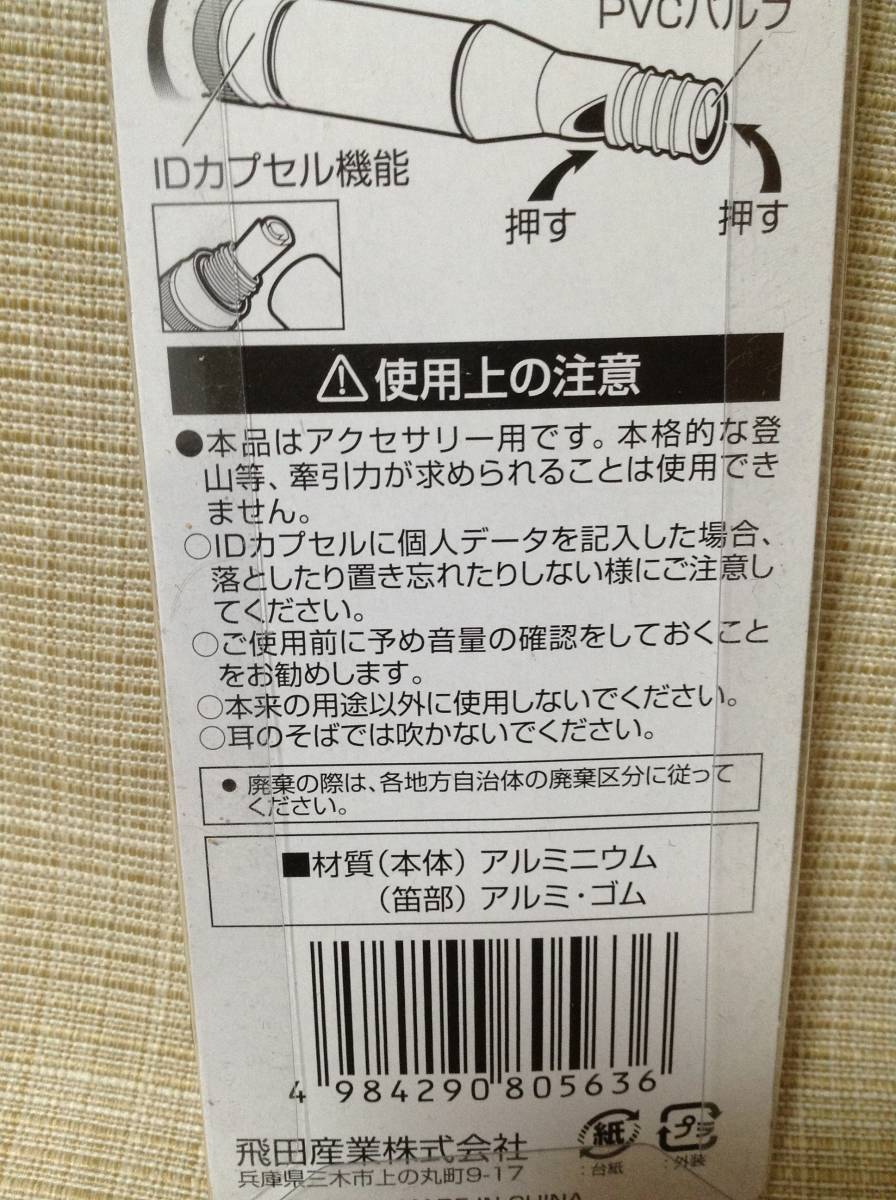 PVCバルブ
IDカプセル機能
押す
押す
使用上の注意
●本品はアクセサリー用です。本格的な登
山等、牽引力が求められることは使用でき
ません。
○IDカプセルに個人データを記入した場合、
落としたり置き忘れたりしない様にご注意し
てください。
○ご使用前に予め音量の確認をしておくこと
をお勧めします。
○本来の用途以外に使用しないでください。
○耳のそばでは吹かないでください。
●廃棄の際は、各地方自治体の廃棄区分に従って
ください。
■材質(本体) アルミニウム
(笛部) アルミ・ゴム
4 984290 805636
飛田産業株式会社
兵庫県三木市上の丸町9-17
紙
:台紙
プラ
:外装
MADE IN CHINA